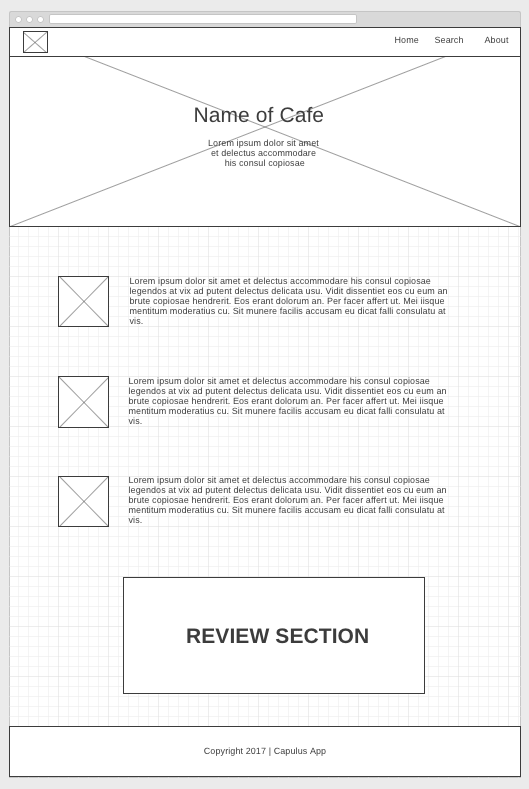 Home Search About
Name of Cafe
Lorem ipsum dolor sit amet
et delectus accommodare
his consul copiosae
Lorem ipsum dolor sit amet et delectus accommodare his consul copiosae
legendos at vix ad putent delectus delicata usu. Vidit dissentiet eos cu eum an
brute copiosae hendrerit. Eos erant dolorum an. Per facer affert ut. Mei iisque
mentitum moderatius cu. Sit munere facilis accusam eu dicat falli consulatu at
vis.
Lorem ipsum dolor sit amet et delectus accommodare his consul copiosae
legendos at vix ad putent delectus delicata usu. Vidit dissentiet eos cu eum an
brute copiosae hendrerit. Eos erant dolorum an. Per facer affert ut. Mei iisque
mentitum moderatius cu. Sit munere facilis accusam eu dicat falli consulatu at
vis.
Lorem ipsum dolor sit amet et delectus accommodare his consul copiosae
legendos at vix ad putent delectus delicata usu. Vidit dissentiet eos cu eum an
brute copiosae hendrerit. Eos erant dolorum an. Per facer affert ut. Mei iisque
mentitum moderatius cu. Sit munere facilis accusam eu dicat falli consulatu at
vis.
REVIEW SECTION
Copyright 2017 | Capulus App